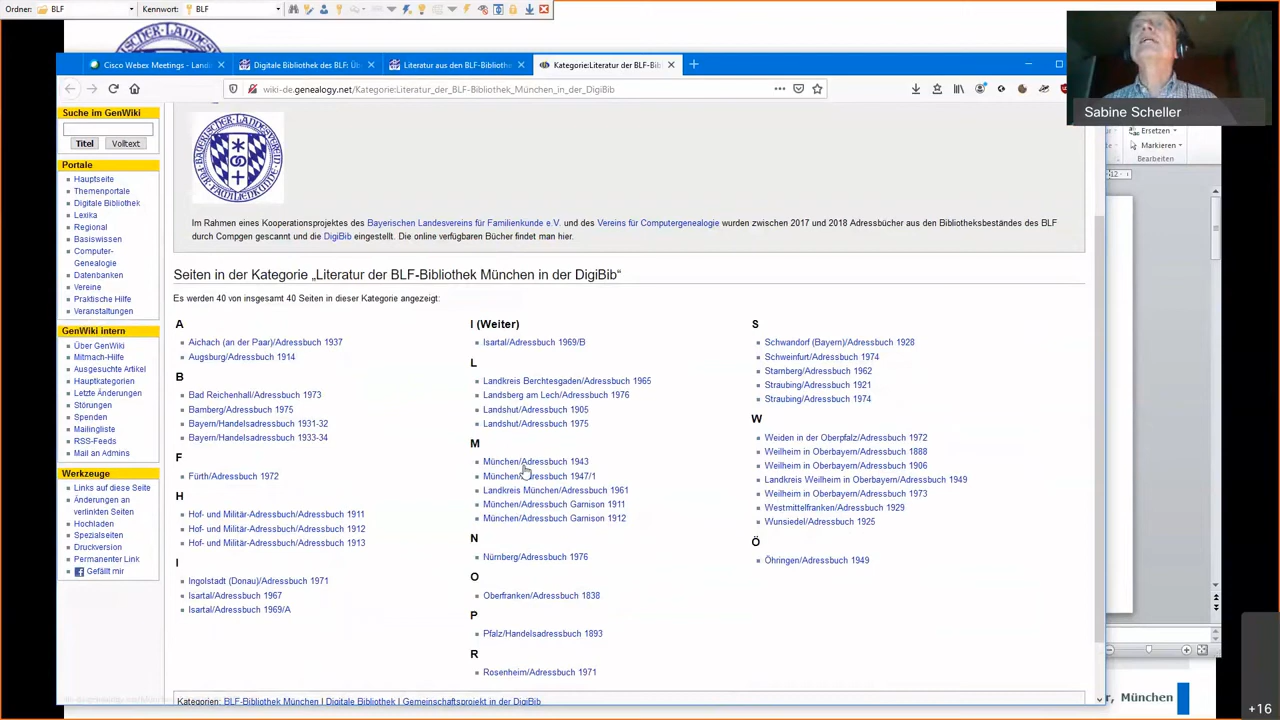 Ordner: BLF
Kennwort: BLF
Cisco Webex Meetings - Landi
Digitale Bibliothek des BLF: Üb
Literatur aus den BLF-Bibliothe
Kategorie:Literatur der BLF-Bib
wiki-de.genealogy.net/Kategorie:Literatur_der_BLF-Bibliothek_München_in_der_DigiBib
Sabine Scheller
Ersetzen
Markieren
Bearbeiten
Suche im GenWiki
Titel
Volltext
Portale
Hauptseite
Themenportale
Digitale Bibliothek
Lexika
Regional
Basiswissen
Computer-
Genealogie
Datenbanken
Vereine
Praktische Hilfe
Veranstaltungen
GenWiki intern
Über GenWiki
Mitmach-Hilfe
Ausgesuchte Artikel
Hauptkategorien
Letzte Änderungen
Störungen
Spenden
Mailingliste
RSS-Feeds
Mail an Admins
Werkzeuge
Links auf diese Seite
Änderungen an
verlinkten Seiten
Hochladen
Spezialseiten
Druckversion
Permanenter Link
Gefällt mir
Im Rahmen eines Kooperationsprojektes des Bayerischen Landesvereins für Familienkunde e.V. und des Vereins für Computergenealogie wurden zwischen 2017 und 2018 Adressbücher aus den Bibliotheksbeständes des BLF
durch Compgen gescannt und die DigiBib eingestellt. Die online verfügbaren Bücher findet man hier.
Seiten in der Kategorie „Literatur der BLF-Bibliothek München in der DigiBib“
Es werden 40 von insgesamt 40 Seiten in dieser Kategorie angezeigt:
A
Aichach (an der Paar)/Adressbuch 1937
Augsburg/Adressbuch 1914
B
Bad Reichenhall/Adressbuch 1973
Bamberg/Adressbuch 1975
Bayern/Handelsadressbuch 1931-32
Bayern/Handelsadressbuch 1933-34
F
Fürth/Adressbuch 1972
H
Hof- und Militär-Adressbuch/Adressbuch 1911
Hof- und Militär-Adressbuch/Adressbuch 1912
Hof- und Militär-Adressbuch/Adressbuch 1913
I
Ingolstadt (Donau)/Adressbuch 1971
Isartal/Adressbuch 1967
Isartal/Adressbuch 1969/A
I (Weiter)
Isartal/Adressbuch 1969/B
L
Landkreis Berchtesgaden/Adressbuch 1965
Landsberg am Lech/Adressbuch 1976
Landshut/Adressbuch 1905
Landshut/Adressbuch 1975
M
München/Adressbuch 1943
München/Adressbuch 1947/1
Landkreis München/Adressbuch 1961
München/Adressbuch Garnison 1911
München/Adressbuch Garnison 1912
N
Nürnberg/Adressbuch 1976
O
Oberfranken/Adressbuch 1838
P
Pfalz/Handelsadressbuch 1893
R
Rosenheim/Adressbuch 1971
S
Schwandorf (Bayern)/Adressbuch 1928
Schweinfurt/Adressbuch 1974
Starnberg/Adressbuch 1962
Straubing/Adressbuch 1921
Straubing/Adressbuch 1974
W
Weiden in der Oberpfalz/Adressbuch 1972
Weilheim in Oberbayern/Adressbuch 1888
Weilheim in Oberbayern/Adressbuch 1906
Landkreis Weilheim in Oberbayern/Adressbuch 1949
Weilheim in Oberbayern/Adressbuch 1973
Westmittelfranken/Adressbuch 1929
Wunsiedel/Adressbuch 1925
Ö
Öhringen/Adressbuch 1949
Kategorien: BLF-Bibliothek München | Digitale Bibliothek | Gemeinschaftsprojekt in der DigiBib
r, München
+16